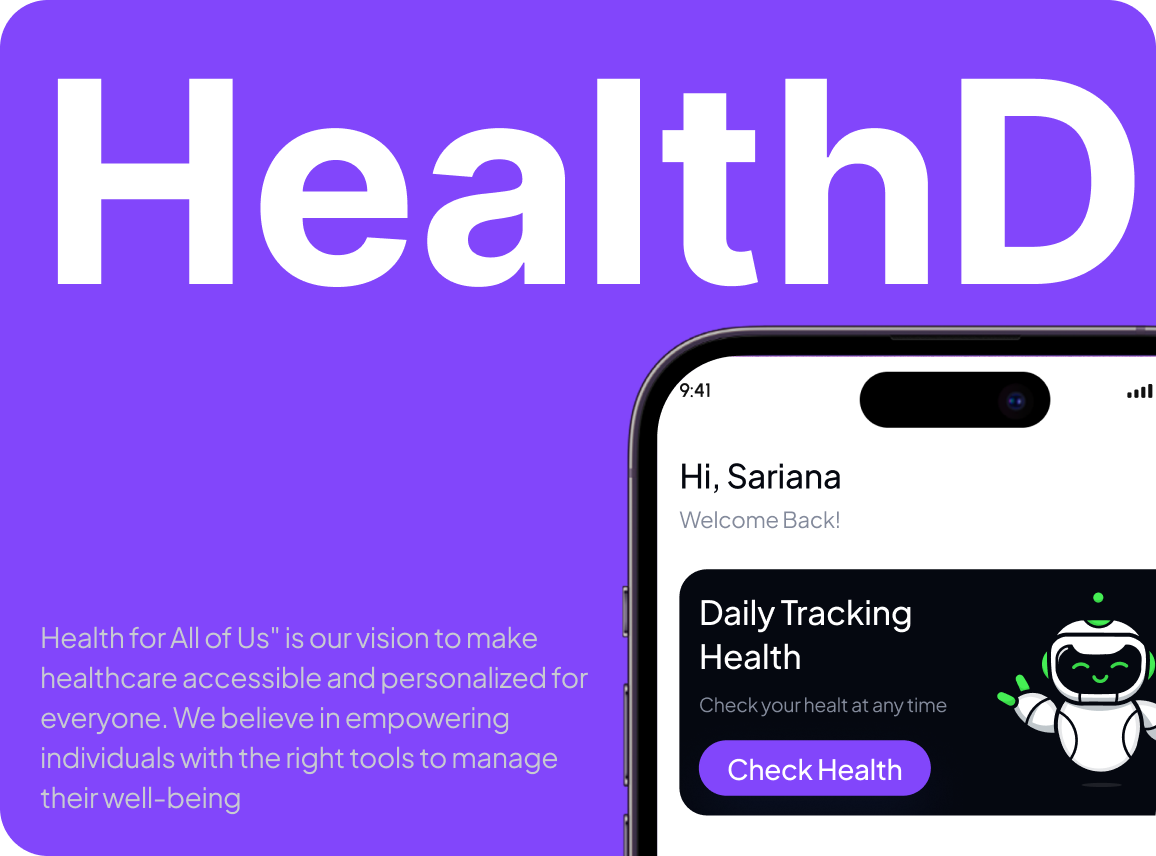 HealthD
9:41
Hi, Sariana
Welcome Back!
Daily Tracking
Health
Check your healt at any time
Check Health
Health for All of Us" is our vision to make
healthcare accessible and personalized for
everyone. We believe in empowering
individuals with the right tools to manage
their well-being